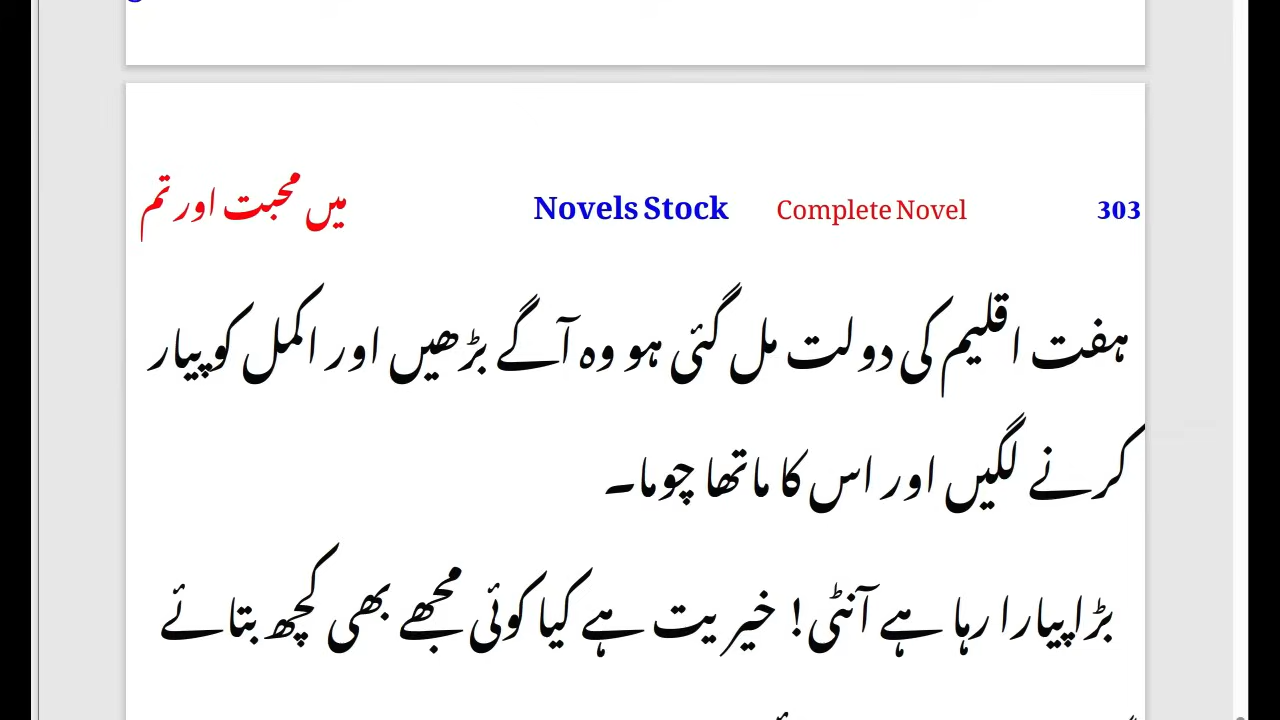 میں محبت اور تم Novels Stock Complete Novel 303
ہفت اقلیم کی دولت مل گئی ہو وہ آگے بڑھیں اور اکمل کو پیار
کرنے لگیں اور اس کا ماتھا چوما۔
بڑا پیارا رہا ہے آنٹی! خیریت ہے کیا کوئی مجھے بھی کچھ بتائے